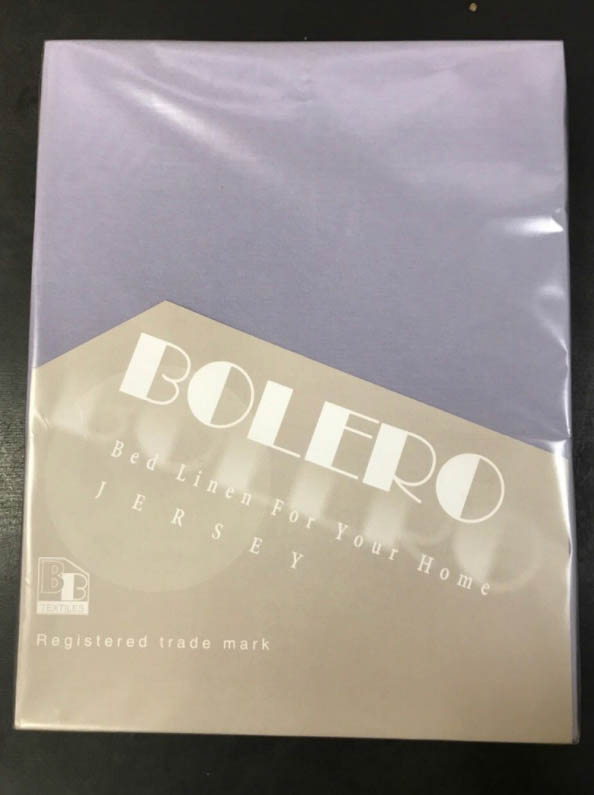 BOLERO
Bed Linen For Your Home
JERSEY
BB
TEXTILES
Registered trade mark